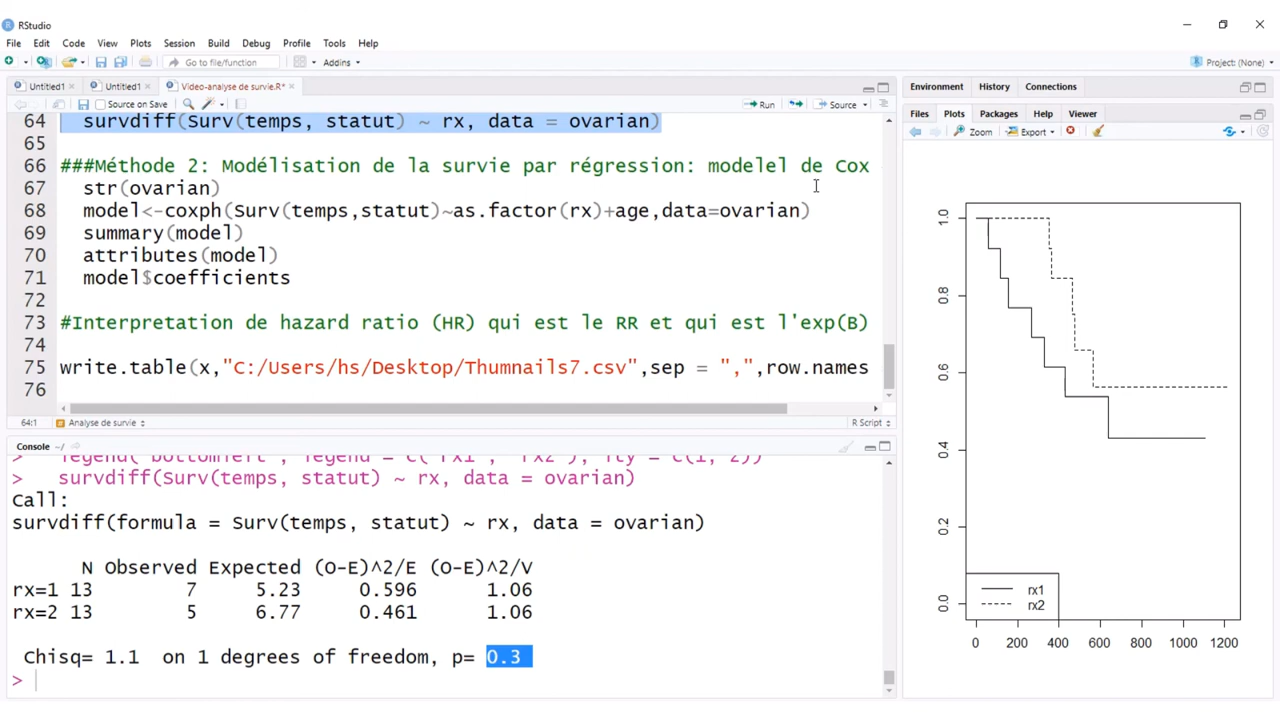 RStudio
File Edit Code View Plots Session Build Debug Profile Tools Help
Go to file/function Addins Project: (None)
Untitled1 Untitled1 Video-analyse de survie.R*
Source on Save Run Source
64 survdiff(Surv(temps, statut) ~ rx, data = ovarian)
65
66 ###Méthode 2: Modélisation de la survie par régression: modelel de Cox
67 str(ovarian)
68 model<-coxph(Surv(temps,statut)~as.factor(rx)+age,data=ovarian)
69 summary(model)
70 attributes(model)
71 model$coefficients
72
73 #Interpretation de hazard ratio (HR) qui est le RR et qui est l'exp(B)
74
75 write.table(x,"C:/Users/hs/Desktop/Thumnails7.csv",sep = ",",row.names
76
64:1 Analyse de survie R Script
Console ~/
> legend("bottomleft", legend = c("rx1", "rx2"), lty = c(1, 2))
> survdiff(Surv(temps, statut) ~ rx, data = ovarian)
Call:
survdiff(formula = Surv(temps, statut) ~ rx, data = ovarian)
N Observed Expected (O-E)^2/E (O-E)^2/V
rx=1 13 7 5.23 0.596 1.06
rx=2 13 5 6.77 0.461 1.06
Chisq= 1.1 on 1 degrees of freedom, p= 0.3
>
Environment History Connections
Files Plots Packages Help Viewer
Zoom Export
1.0
0.8
0.6
0.4
0.2
0.0
rx1
rx2
0 200 400 600 800 1000 1200